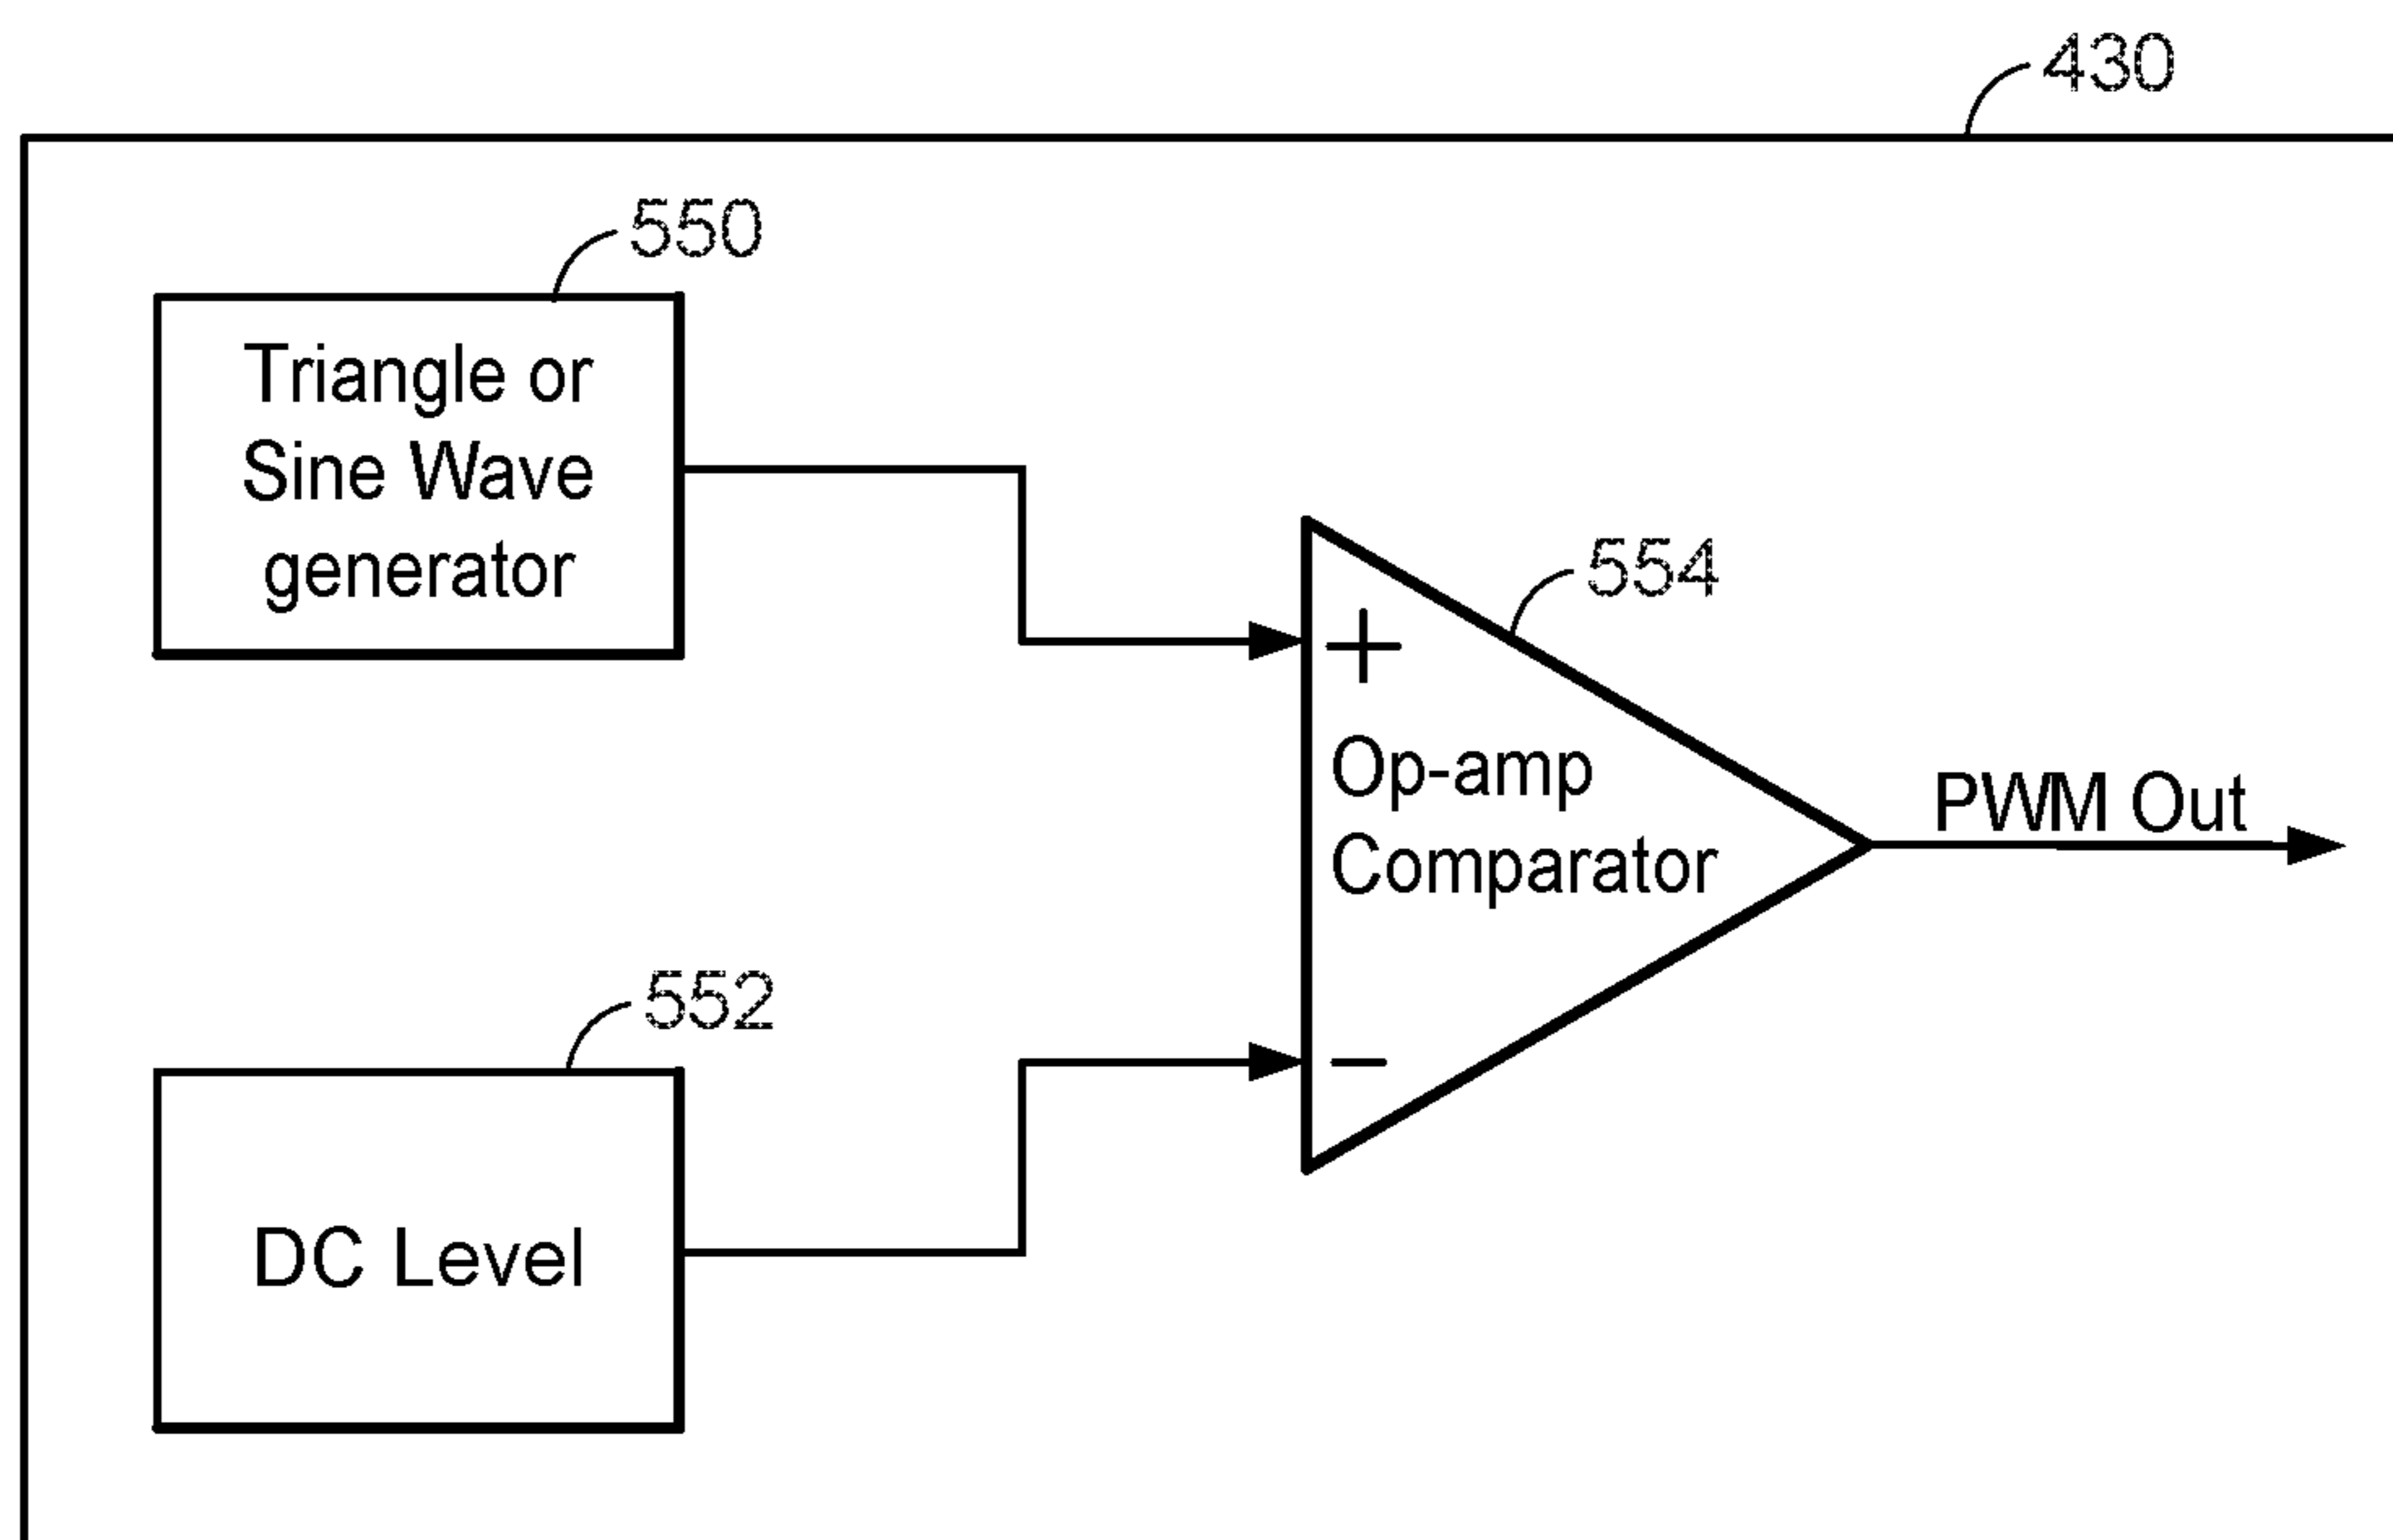 430
550
Triangle or
Sine Wave
generator
554
+
Op-amp
Comparator
PWM Out
552
−
DC Level